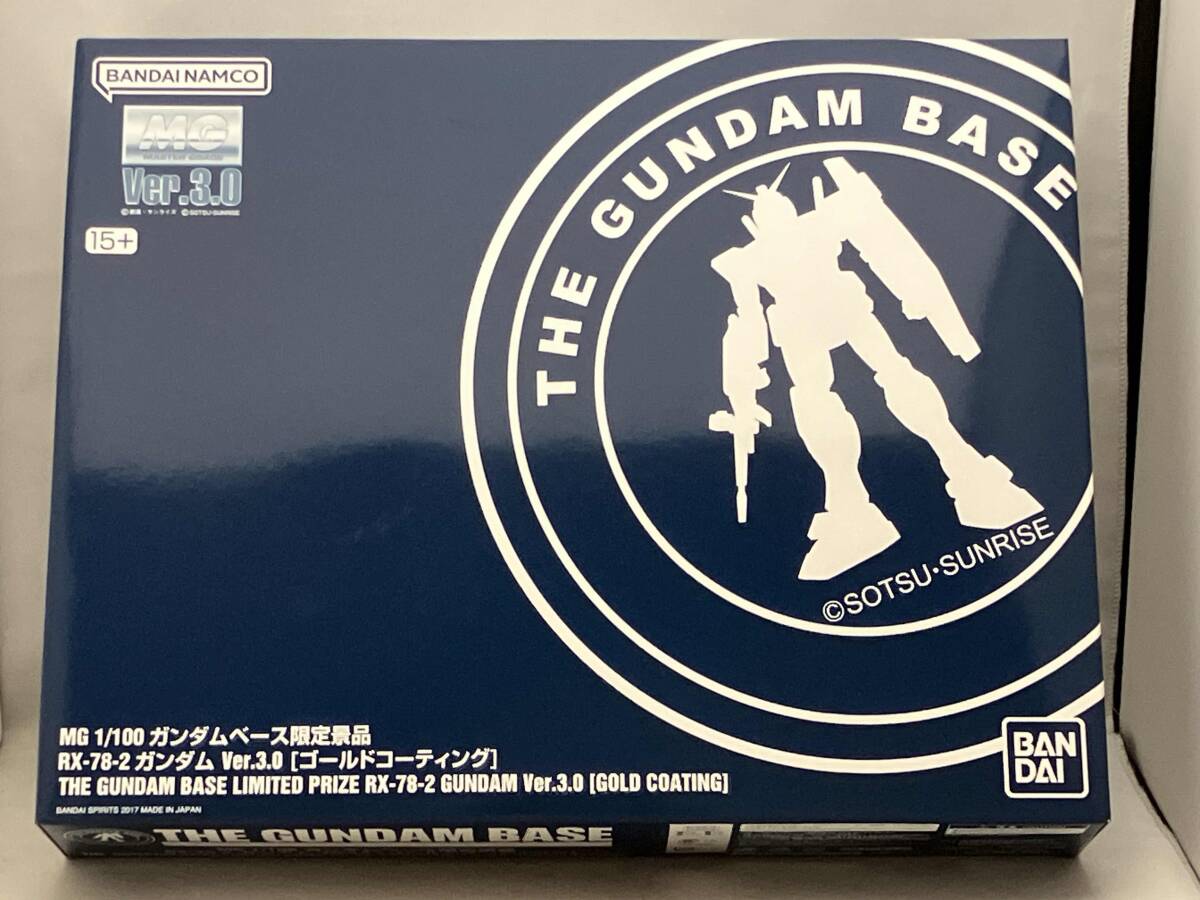 BANDAI NAMCO
MG
MASTER GRADE
Ver.3.0
©創通・サンライズ ©SOTSU・SUNRISE
15+
THE GUNDAM BASE
©SOTSU・SUNRISE
MG 1/100 ガンダムベース限定景品
RX-78-2 ガンダム Ver.3.0 [ゴールドコーティング]
THE GUNDAM BASE LIMITED PRIZE RX-78-2 GUNDAM Ver.3.0 [GOLD COATING]
BANDAI SPIRITS 2017 MADE IN JAPAN
BAN
DAI
THE GUNDAM BASE